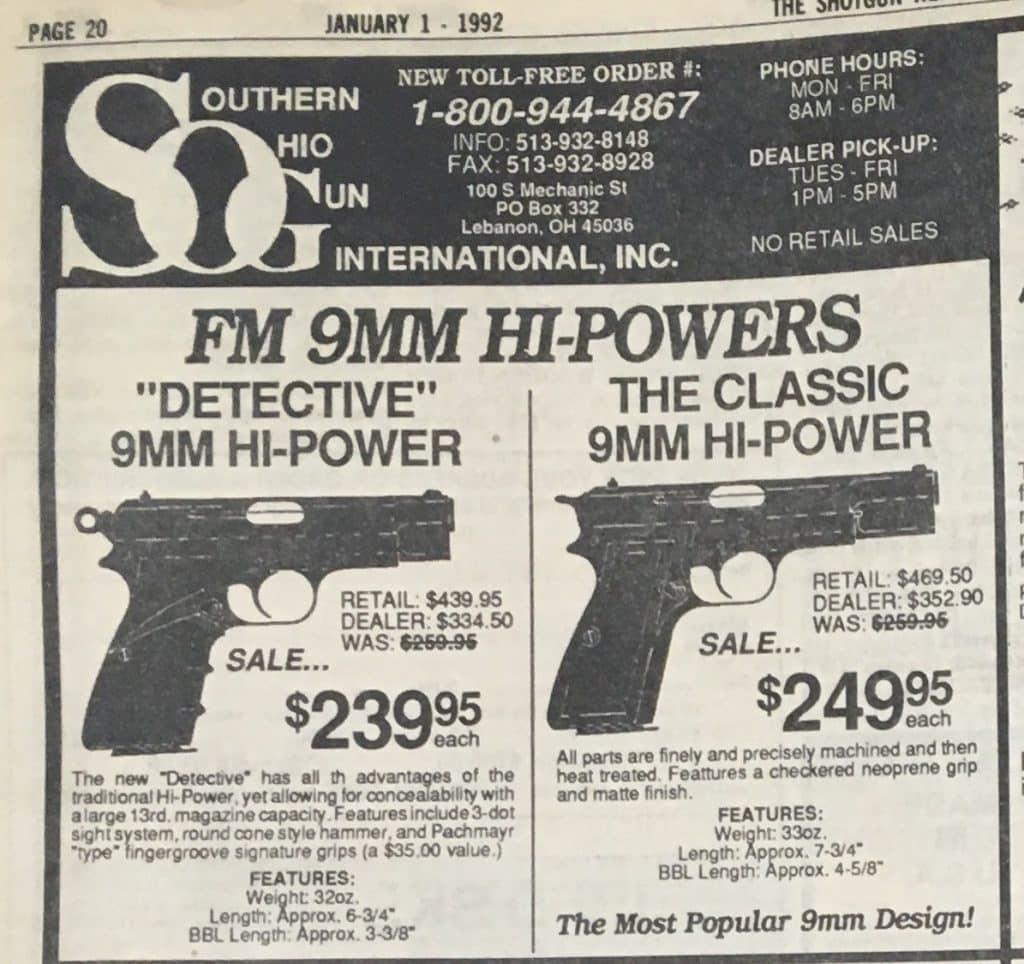 PAGE 20
JANUARY 1 - 1992
THE SHOTGUN
SOUTHERN
OHIO
GUN
INTERNATIONAL, INC.
NEW TOLL-FREE ORDER #:
1-800-944-4867
INFO: 513-932-8148
FAX: 513-932-8928
100 S Mechanic St
PO Box 332
Lebanon, OH 45036
PHONE HOURS:
MON - FRI
8AM - 6PM
DEALER PICK-UP:
TUES - FRI
1PM - 5PM
NO RETAIL SALES
FM 9MM HI-POWERS
"DETECTIVE"
9MM HI-POWER
RETAIL: $439.95
DEALER: $334.50
WAS: $259.95
SALE...
$239.95
each
The new "Detective" has all th advantages of the
traditional Hi-Power, yet allowing for concealability with
a large 13rd. magazine capacity. Features include 3-dot
sight system, round cone style hammer, and Pachmayr
"type" fingergroove signature grips (a $35.00 value.)
FEATURES:
Weight: 32oz.
Length: Approx. 6-3/4"
BBL Length: Approx. 3-3/8"
THE CLASSIC
9MM HI-POWER
RETAIL: $469.50
DEALER: $352.90
WAS: $259.95
SALE...
$249.95
each
All parts are finely and precisely machined and then
heat treated. Feattures a checkered neoprene grip
and matte finish.
FEATURES:
Weight: 33oz.
Length: Approx. 7-3/4"
BBL Length: Approx. 4-5/8"
The Most Popular 9mm Design!